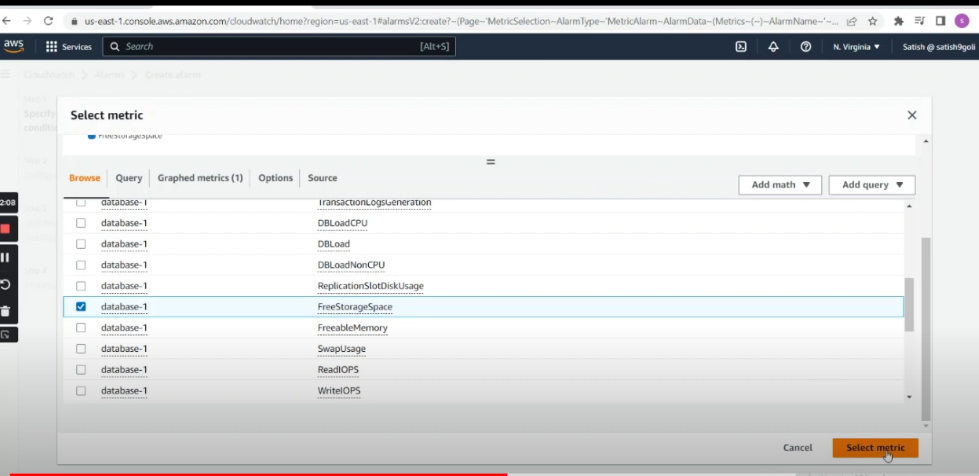 us-east-1.console.aws.amazon.com/cloudwatch/home?region=us-east-1#alarmsV2:create?~(Page~'MetricSelection~AlarmType~'MetricAlarm~AlarmData~(Metrics~(~)~AlarmName~'~...
S
aws Services Search [Alt+S] N. Virginia ▼ Satish @ satish9goli
CloudWatch > Alarms > Create alarm
Select metric
FreeStorageSpace
Browse Query Graphed metrics (1) Options Source
Add math ▼ Add query ▼
2:08
database-1 TransactionLogsGeneration
database-1 DBLoadCPU
database-1 DBLoad
database-1 DBLoadNonCPU
database-1 ReplicationSlotDiskUsage
database-1 FreeStorageSpace
database-1 FreeableMemory
database-1 SwapUsage
database-1 ReadIOPS
database-1 WriteIOPS
Cancel Select metric